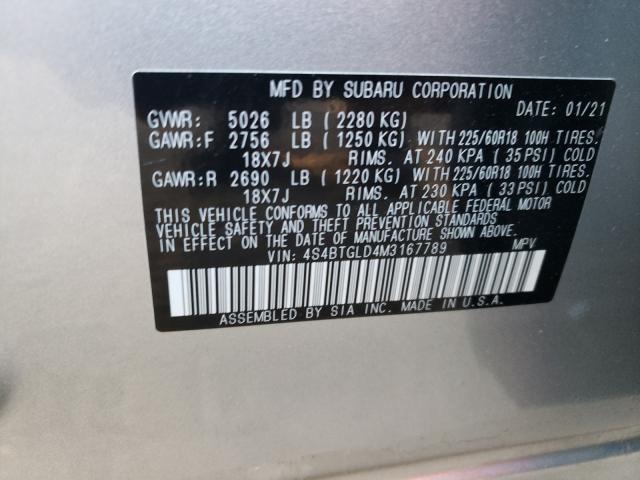 MFD BY SUBARU CORPORATION
DATE: 01/21
GVWR: 5026 LB (2280 KG)
GAWR:F 2756 LB (1250 KG) WITH 225/60R18 100H TIRES.
18X7J RIMS. AT 240 KPA (35 PSI) COLD
GAWR:R 2690 LB (1220 KG) WITH 225/60R18 100H TIRES.
18X7J RIMS. AT 230 KPA (33 PSI) COLD
THIS VEHICLE CONFORMS TO ALL APPLICABLE FEDERAL MOTOR
VEHICLE SAFETY AND THEFT PREVENTION STANDARDS
IN EFFECT ON THE DATE OF MANUFACTURE SHOWN ABOVE.
VIN: 4S4BTGLD4M3167789 MPV
ASSEMBLED BY SIA INC. MADE IN U.S.A.